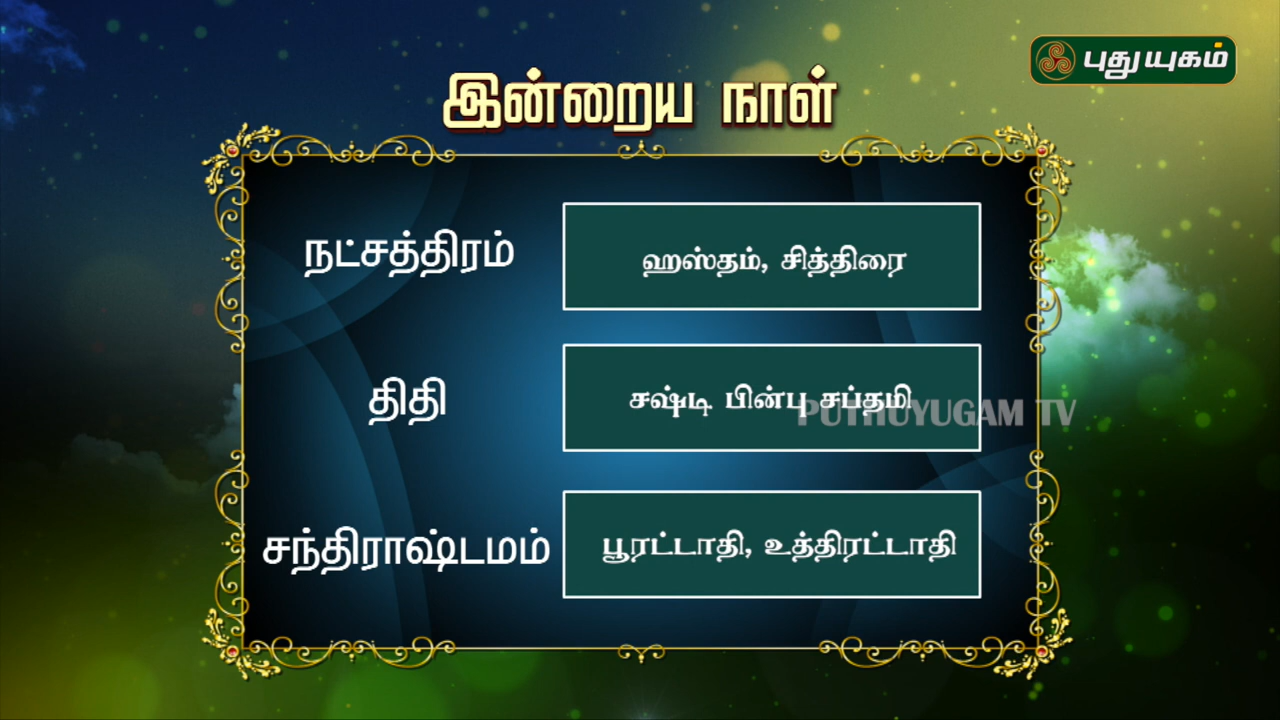 புதுயுகம்
இன்றைய நாள்
நட்சத்திரம் ஹஸ்தம், சித்திரை
திதி சஷ்டி பின்பு சப்தமி
PUTHUYUGAM TV
சந்திராஷ்டமம் பூரட்டாதி, உத்திரட்டாதி